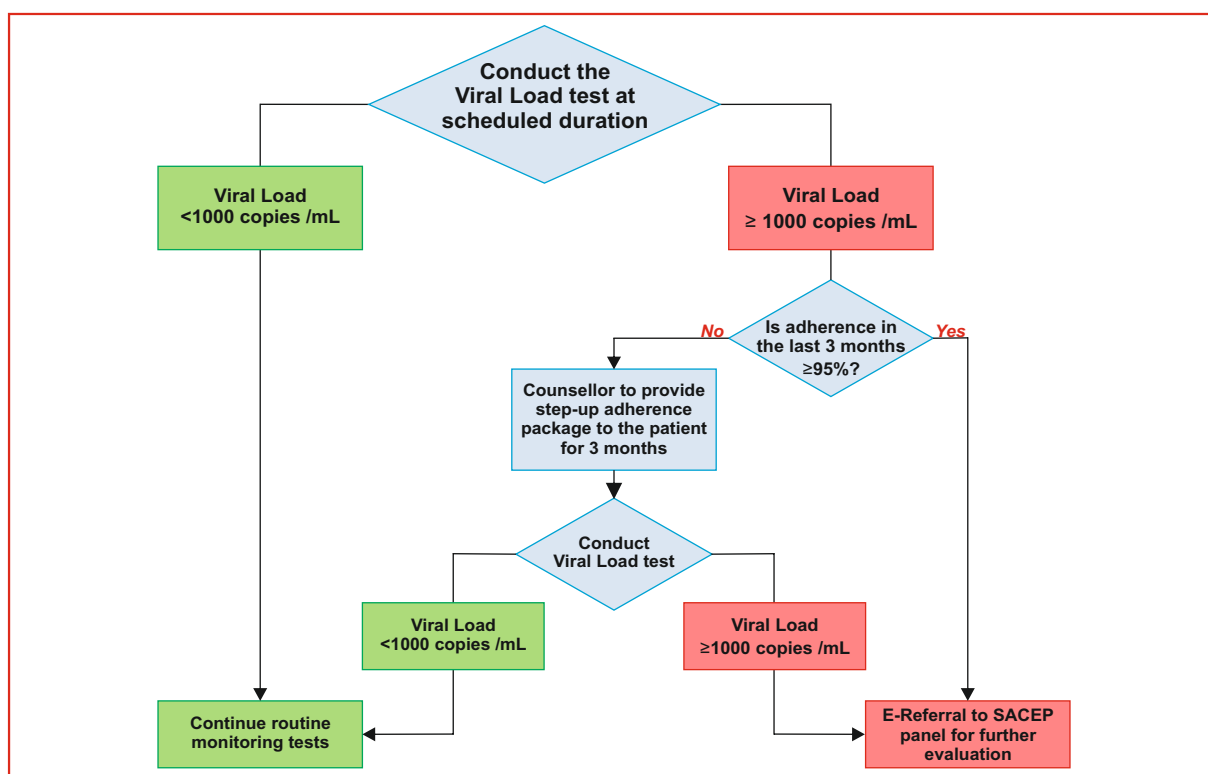 Conduct the
Viral Load test at
scheduled duration
Viral Load
<1000 copies /mL
Viral Load
≥ 1000 copies /mL
No
Is adherence in
the last 3 months
≥95%?
Yes
Counsellor to provide
step-up adherence
package to the patient
for 3 months
Conduct
Viral Load test
Viral Load
<1000 copies /mL
Viral Load
≥1000 copies /mL
Continue routine
monitoring tests
E-Referral to SACEP
panel for further
evaluation